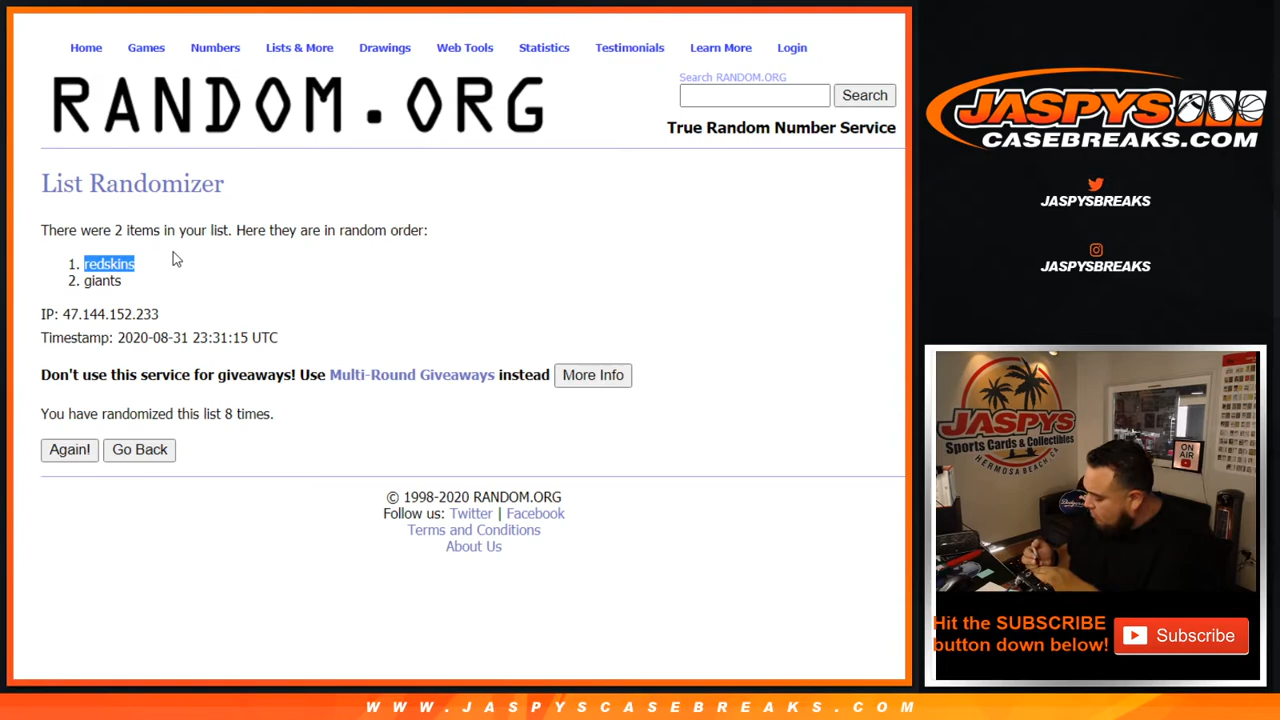 Home Games Numbers Lists & More Drawings Web Tools Statistics Testimonials Learn More Login
RANDOM.ORG
Search RANDOM.ORG
Search
True Random Number Service
List Randomizer
There were 2 items in your list. Here they are in random order:
1. redskins
2. giants
IP: 47.144.152.233
Timestamp: 2020-08-31 23:31:15 UTC
Don't use this service for giveaways! Use Multi-Round Giveaways instead More Info
You have randomized this list 8 times.
Again! Go Back
© 1998-2020 RANDOM.ORG
Follow us: Twitter | Facebook
Terms and Conditions
About Us
JASPYS
CASEBREAKS.COM
JASPYSBREAKS
JASPYSBREAKS
JASPYS
Sports Cards & Collectibles
HERMOSA BEACH CA
ON
AIR
Dodgers
Hit the SUBSCRIBE
button down below!
Subscribe
WWW.JASPYSCASEBREAKS.COM